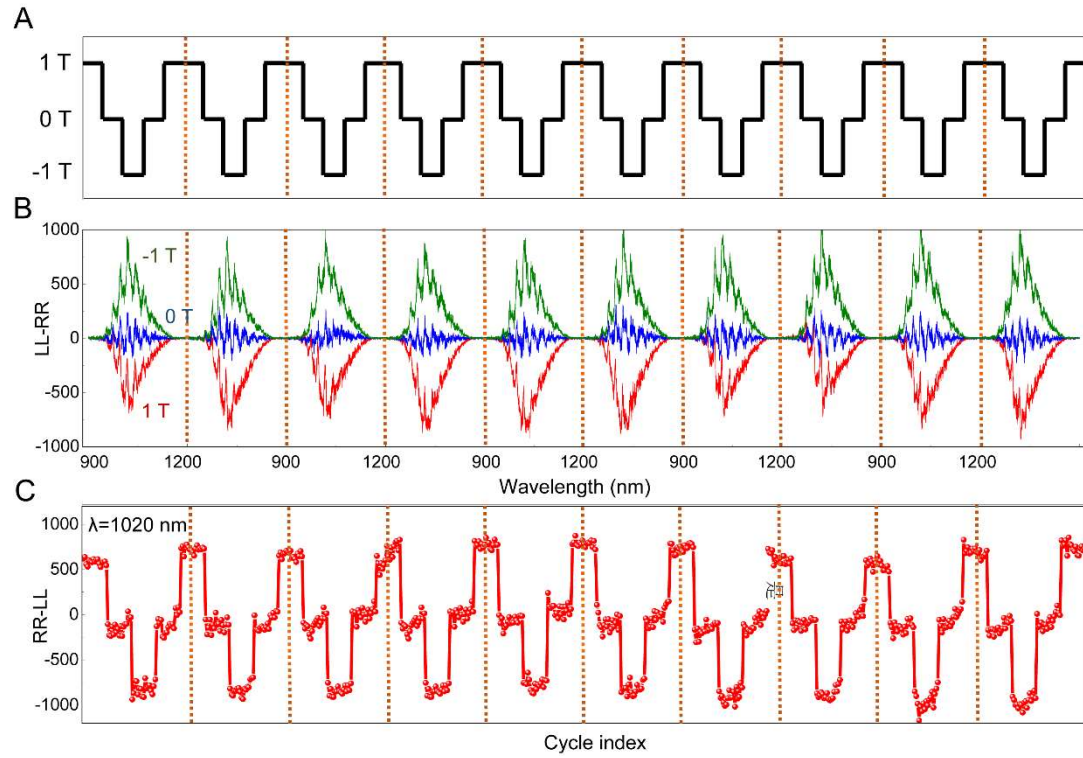 A
1 T
0 T
-1 T
B
1000
500
0
-500
-1000
LL-RR
-1 T
0 T
1 T
900 1200 900 1200 900 1200 900 1200 900 1200
Wavelength (nm)
C
λ=1020 nm
1000
500
0
-500
-1000
RR-LL
Cycle index